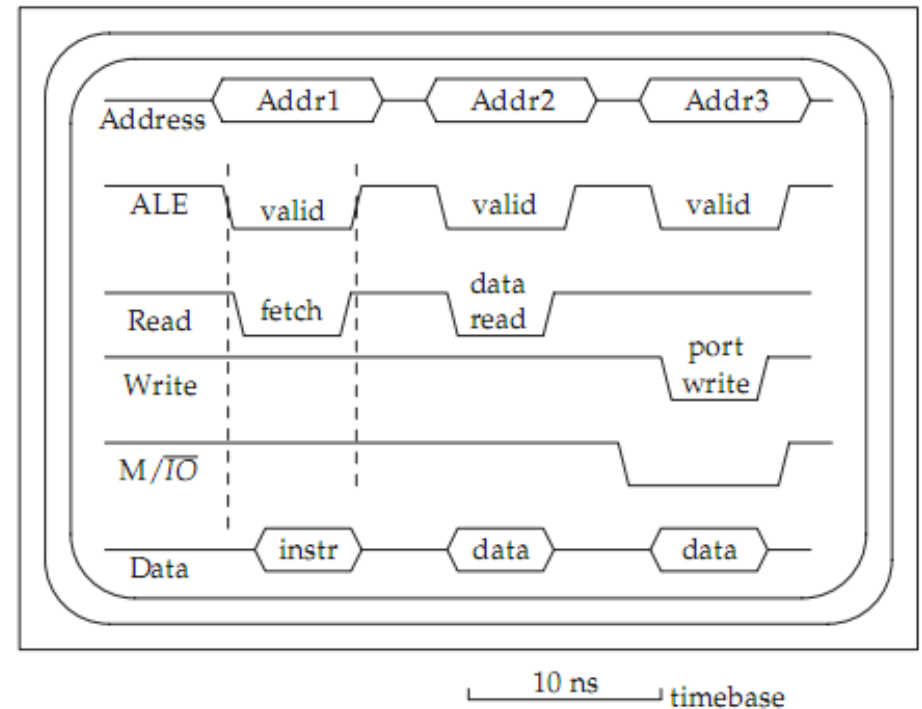 Address Addr1 Addr2 Addr3
ALE valid valid valid
Read fetch data read
Write port write
M/I̅O̅
Data instr data data
10 ns timebase